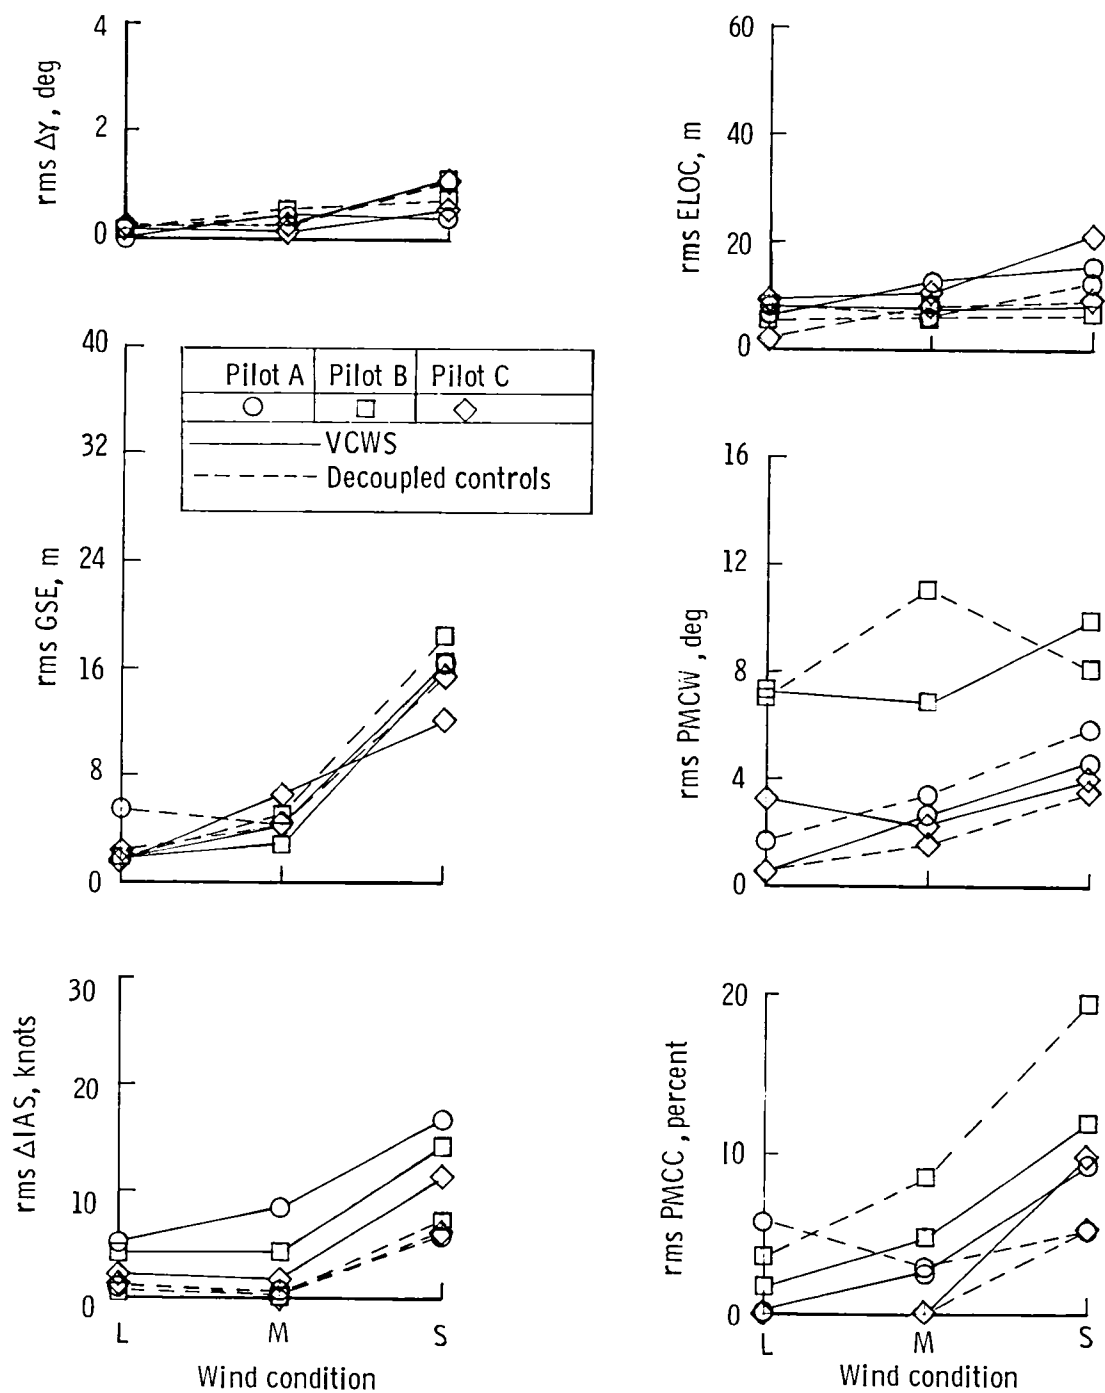 4
2
0
rms Δγ, deg
60
40
20
0
rms ELOC, m
40
32
24
16
8
0
rms GSE, m
Pilot A Pilot B Pilot C
VCWS
Decoupled controls
16
12
8
4
0
rms PMCW, deg
30
20
10
0
rms ΔIAS, knots
L M S
Wind condition
20
10
0
rms PMCC, percent
L M S
Wind condition